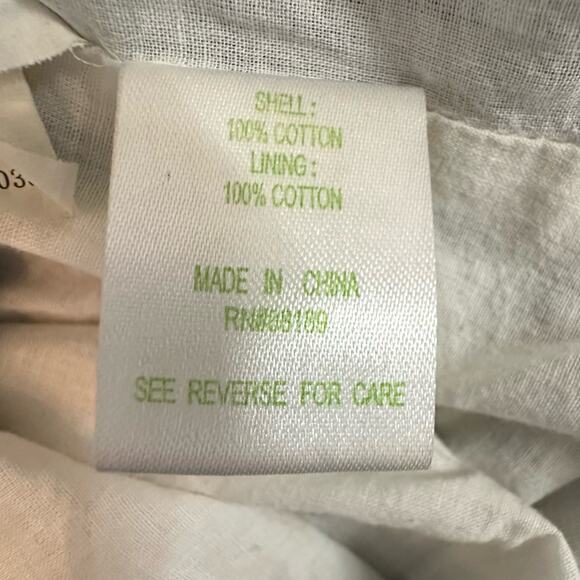 SHELL:
100% COTTON
LINING:
100% COTTON
MADE IN CHINA
SEE REVERSE FOR CARE